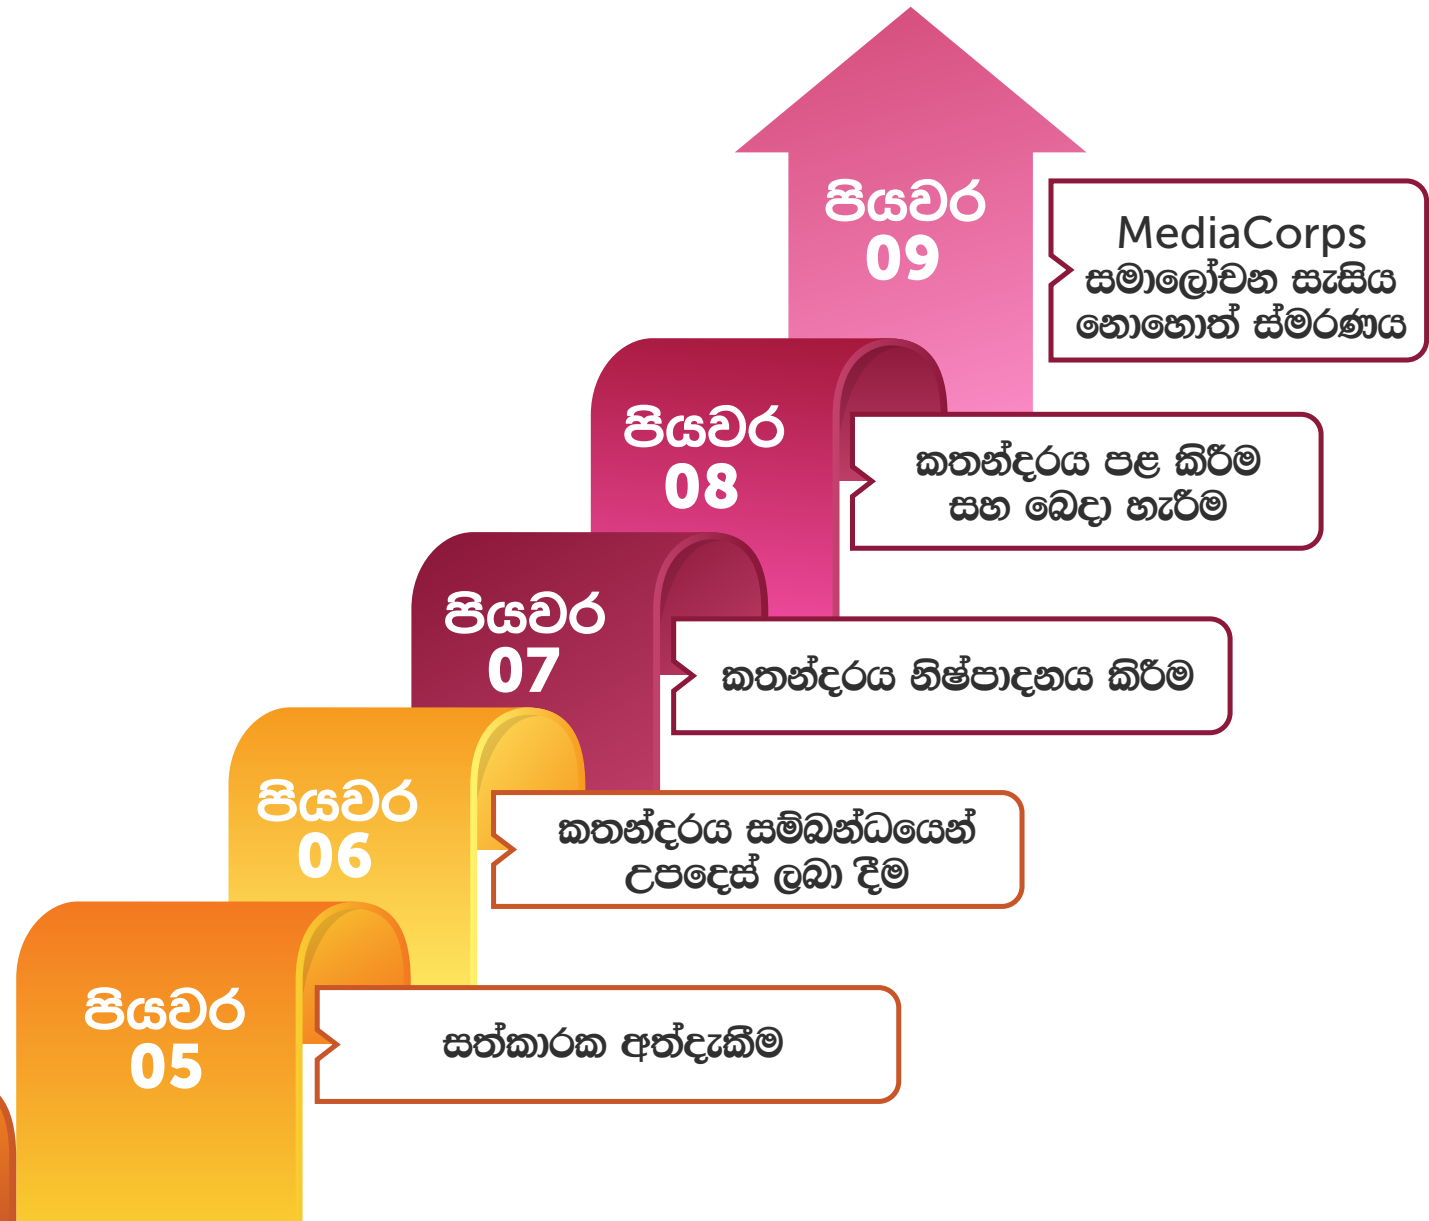 පියවර
09
MediaCorps
සමාලෝචන සැසිය
නොහොත් ස්මරණය
පියවර
08
කතන්දරය පළ කිරීම
සහ බෙදා හැරීම
පියවර
07
කතන්දරය නිෂ්පාදනය කිරීම
පියවර
06
කතන්දරය සම්බන්ධයෙන්
උපදෙස් ලබා දීම
පියවර
05
සත්කාරක අත්දැකීම